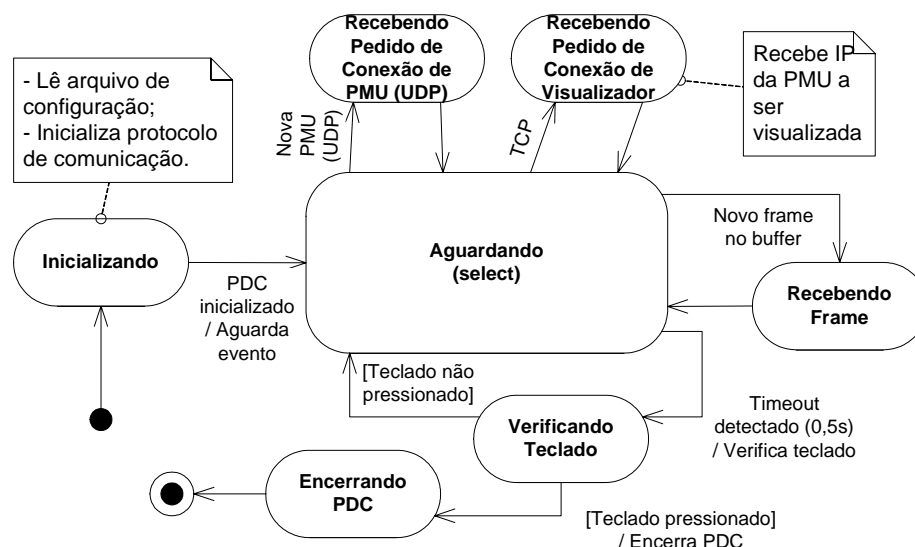 Recebendo
Pedido de
Conexão de
PMU (UDP)
Recebendo
Pedido de
Conexão de
Visualizador
Recebe IP
da PMU a
ser
visualizada
- Lê arquivo de
configuração;
- Inicializa protocolo
de comunicação.
Nova
PMU
(UDP)
TCP
Inicializando
PDC
inicializado
/ Aguarda
evento
Aguardando
(select)
Novo frame
no buffer
Recebendo
Frame
[Teclado não
pressionado]
Verificando
Teclado
Timeout
detectado (0,5s)
/ Verifica teclado
Encerrando
PDC
[Teclado pressionado]
/ Encerra PDC